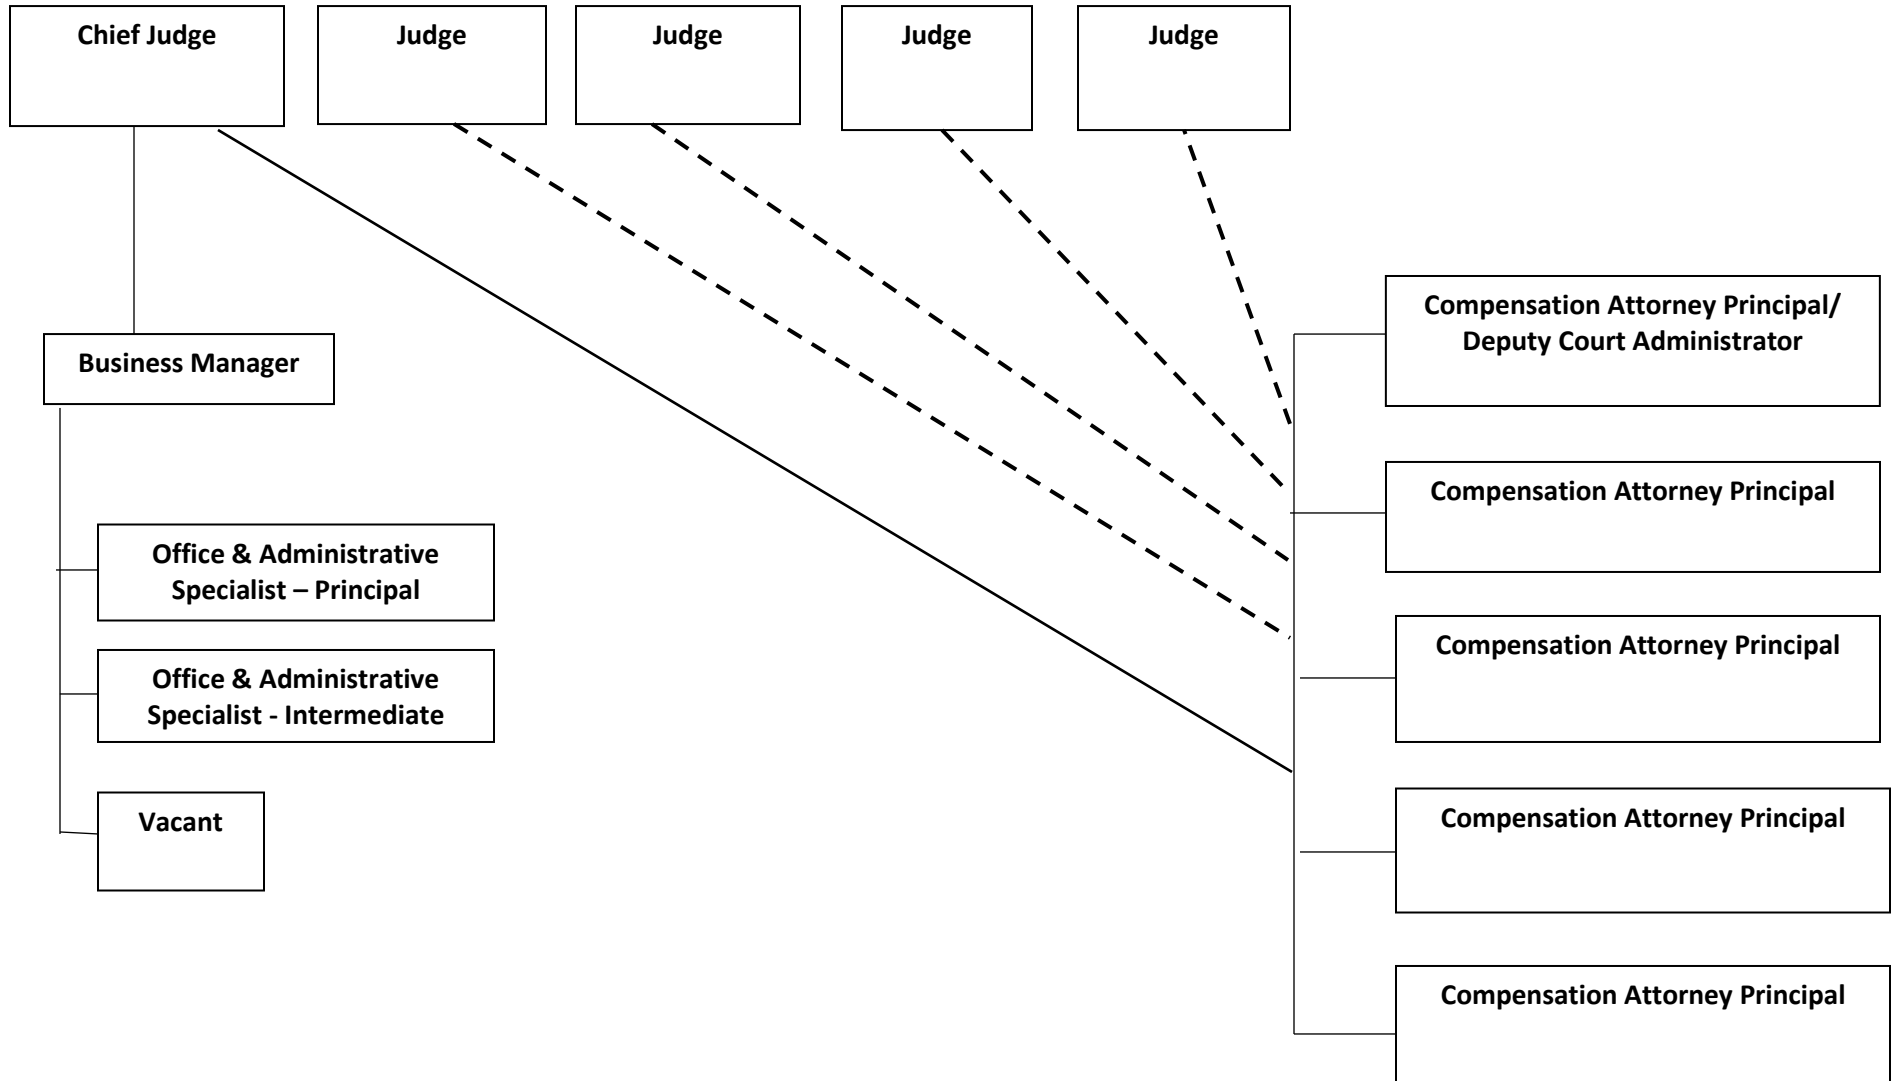 Chief Judge
Judge
Judge
Judge
Judge
Business Manager
Office & Administrative
Specialist – Principal
Office & Administrative
Specialist - Intermediate
Vacant
Compensation Attorney Principal/
Deputy Court Administrator
Compensation Attorney Principal
Compensation Attorney Principal
Compensation Attorney Principal
Compensation Attorney Principal